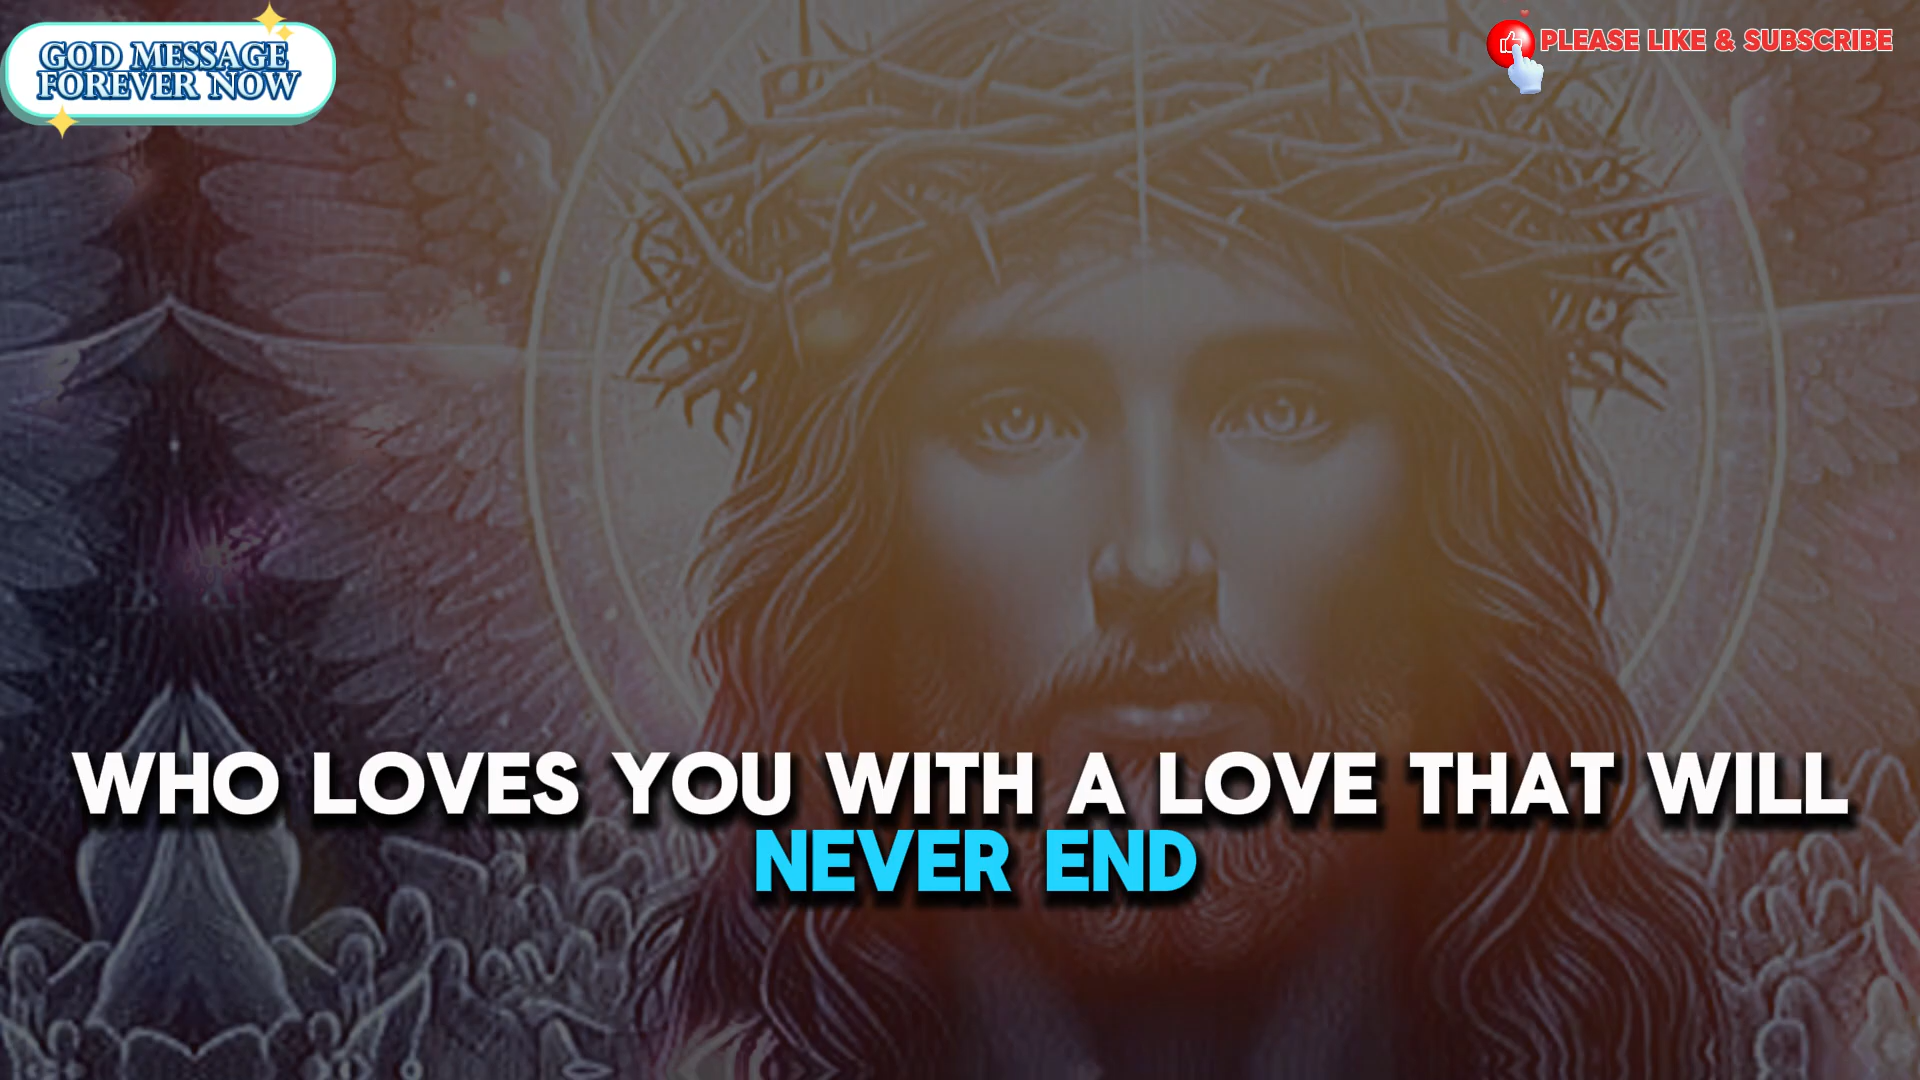 GOD MESSAGE
FOREVER NOW
PLEASE LIKE & SUBSCRIBE
WHO LOVES YOU WITH A LOVE THAT WILL
NEVER END